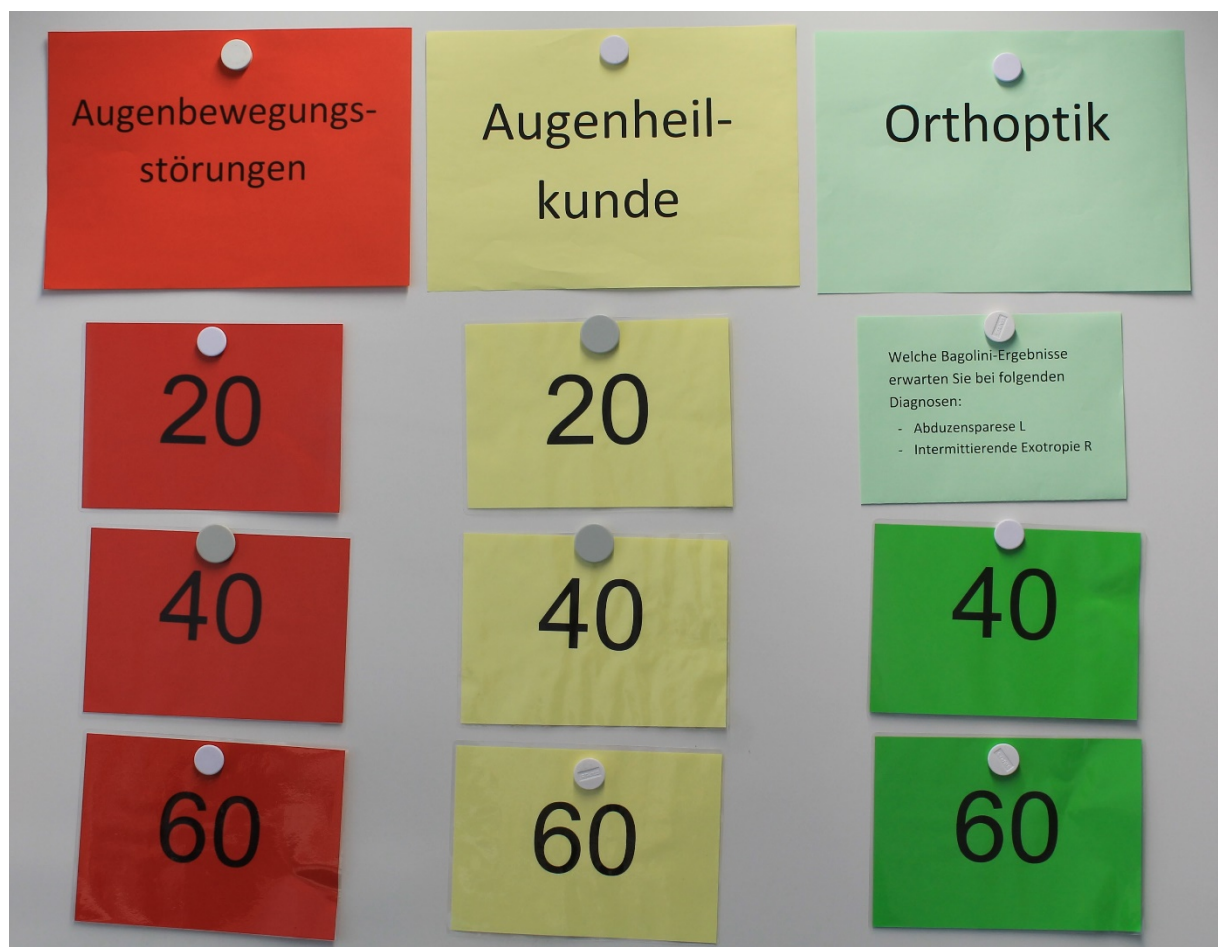 Augenbewegungs-
störungen
Augenheil-
kunde
Orthoptik
20
20
Welche Bagolini-Ergebnisse
erwarten Sie bei folgenden
Diagnosen:
- Abduzensparese L
- Intermittierende Exotropie R
40
40
40
60
60
60